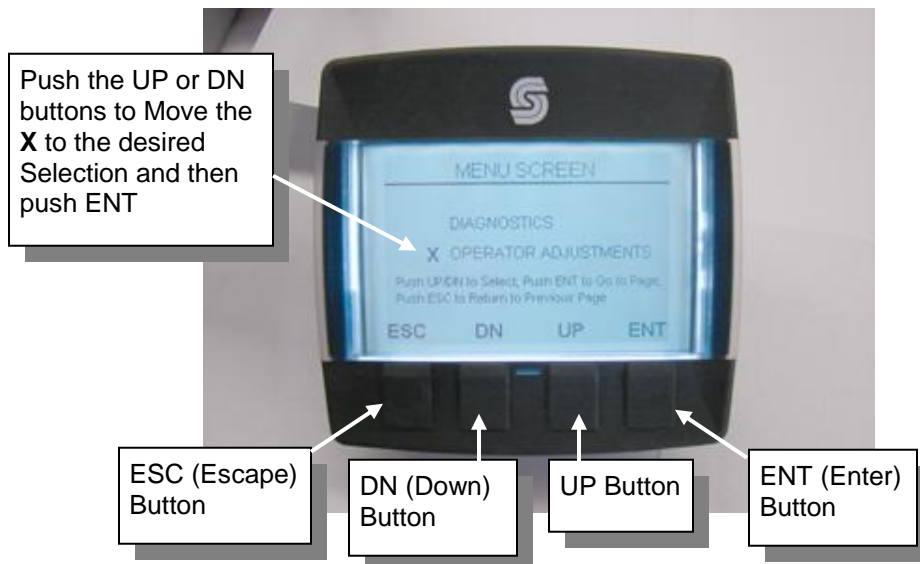 Push the UP or DN
buttons to Move the
X to the desired
Selection and then
push ENT
MENU SCREEN
DIAGNOSTICS
X OPERATOR ADJUSTMENTS
Push UP/DN to Select, Push ENT to Go to Page,
Push ESC to Return to Previous Page
ESC DN UP ENT
ESC (Escape)
Button
DN (Down)
Button
UP Button
ENT (Enter)
Button